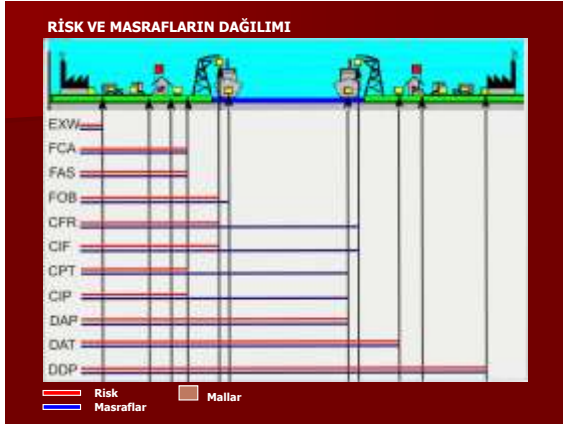 RİSK VE MASRAFLARIN DAĞILIMI
EXW
FCA
FAS
FOB
CFR
CIF
CPT
CIP
DAP
DAT
DDP
Risk
Masraflar
Mallar